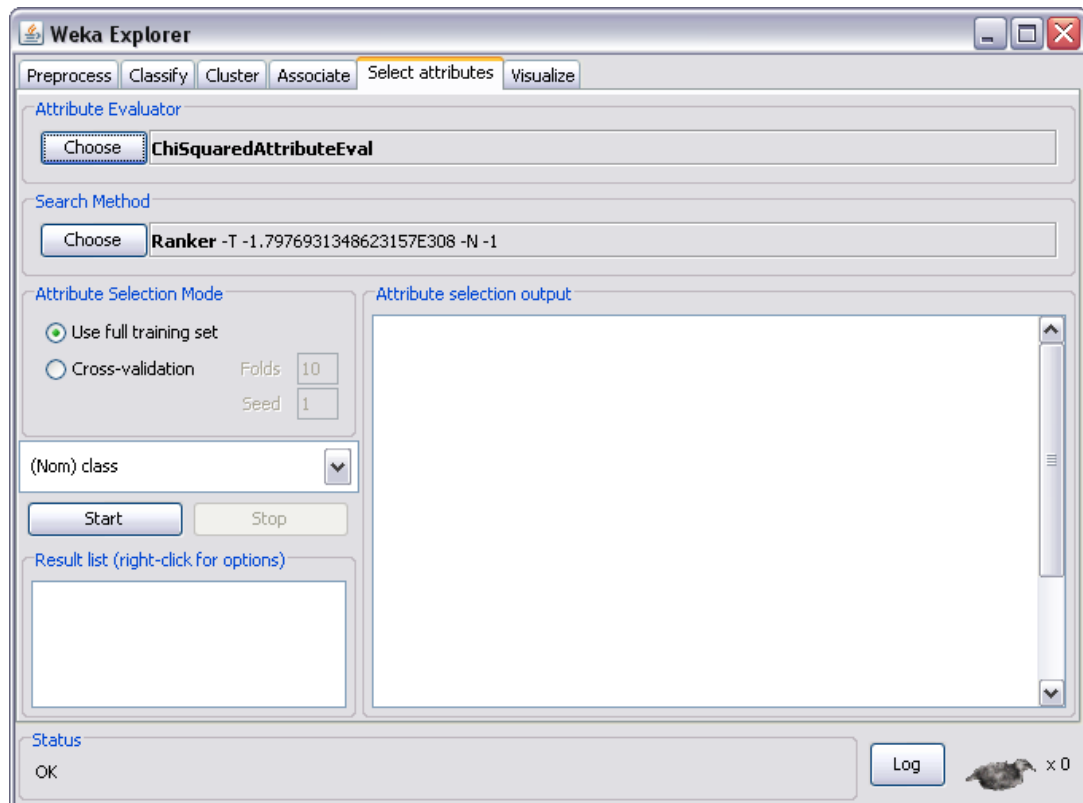 Weka Explorer
Preprocess Classify Cluster Associate Select attributes Visualize
Attribute Evaluator
Choose ChiSquaredAttributeEval
Search Method
Choose Ranker -T -1.7976931348623157E308 -N -1
Attribute Selection Mode
Use full training set
Cross-validation Folds 10
Seed 1
(Nom) class
Start Stop
Result list (right-click for options)
Attribute selection output
Status
OK
Log x 0